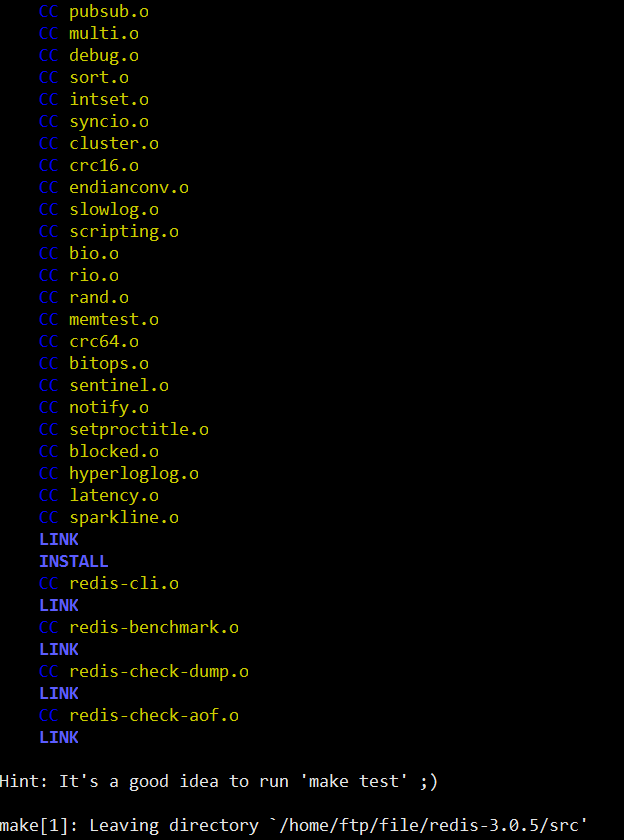 CC pubsub.o
CC multi.o
CC debug.o
CC sort.o
CC intset.o
CC syncio.o
CC cluster.o
CC crc16.o
CC endianconv.o
CC slowlog.o
CC scripting.o
CC bio.o
CC rio.o
CC rand.o
CC memtest.o
CC crc64.o
CC bitops.o
CC sentinel.o
CC notify.o
CC setproctitle.o
CC blocked.o
CC hyperloglog.o
CC latency.o
CC sparkline.o
LINK
INSTALL
CC redis-cli.o
LINK
CC redis-benchmark.o
LINK
CC redis-check-dump.o
LINK
CC redis-check-aof.o
LINK
Hint: It's a good idea to run 'make test' ;)
make[1]: Leaving directory `/home/ftp/file/redis-3.0.5/src'